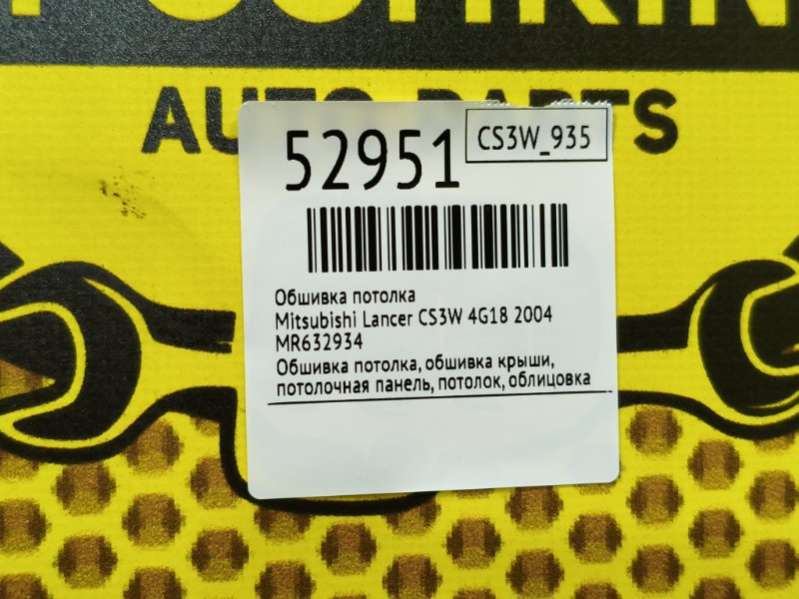 AUTO PARTS
52951
CS3W_935
Обшивка потолка
Mitsubishi Lancer CS3W 4G18 2004
MR632934
Обшивка потолка, обшивка крыши,
потолочная панель, потолок, облицовка